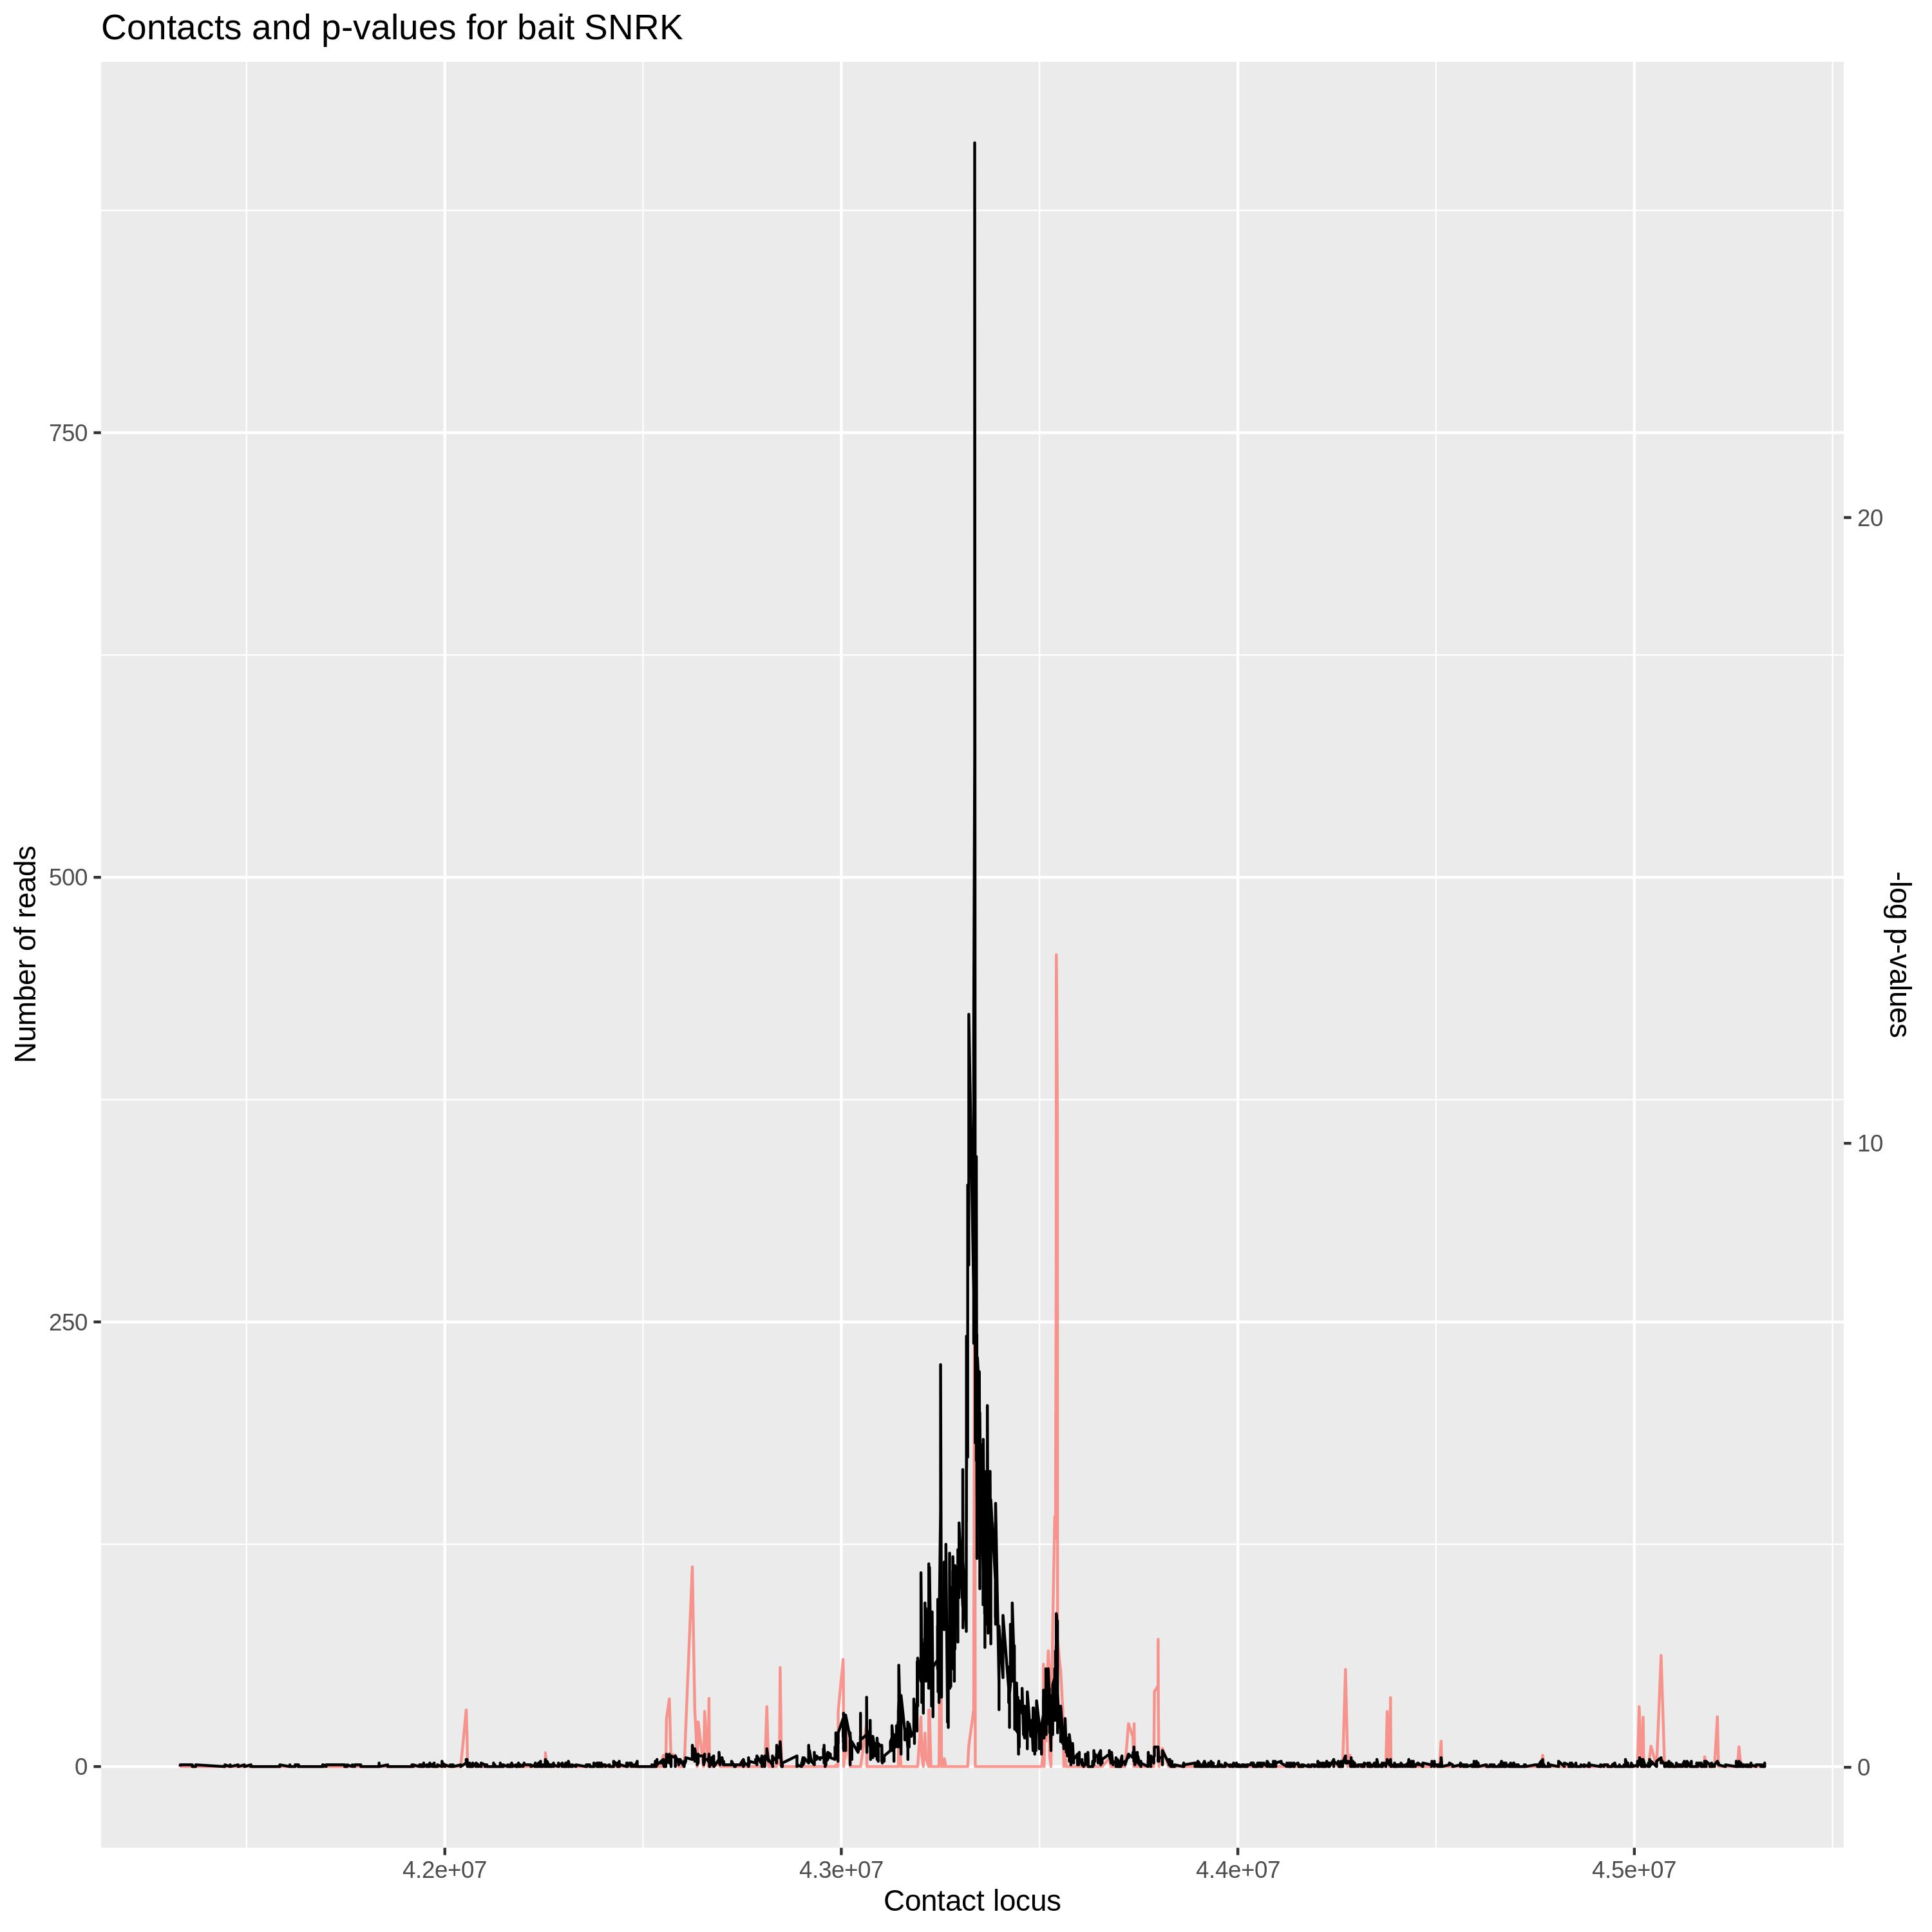 Contacts and p-values for bait SNRK
Number of reads
750
500
250
0
20
10
0
-log p-values
4.2e+07
4.3e+07
4.4e+07
4.5e+07
Contact locus